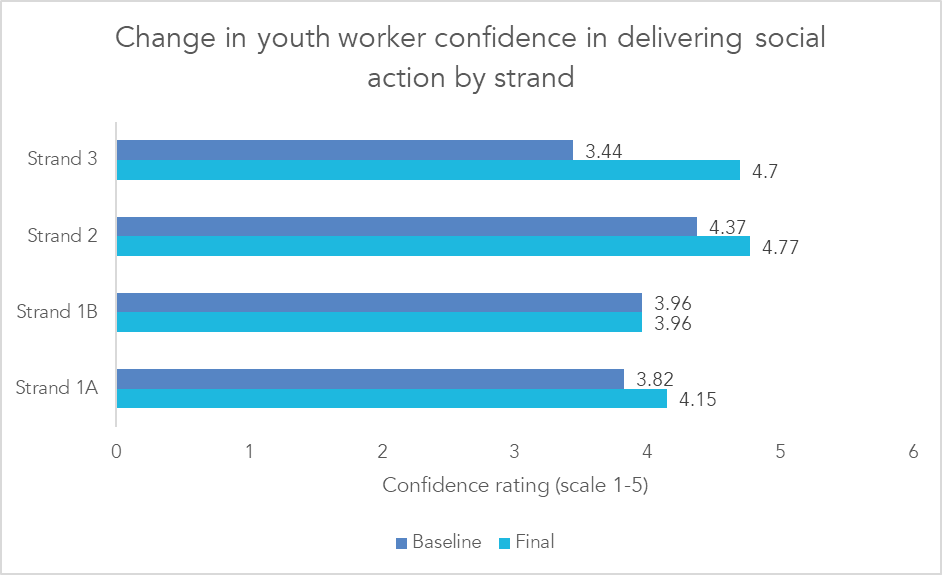 Change in youth worker confidence in delivering social
action by strand
Strand 3
3.44
4.7
Strand 2
4.37
4.77
Strand 1B
3.96
3.96
Strand 1A
3.82
4.15
0 1 2 3 4 5 6
Confidence rating (scale 1-5)
Baseline Final